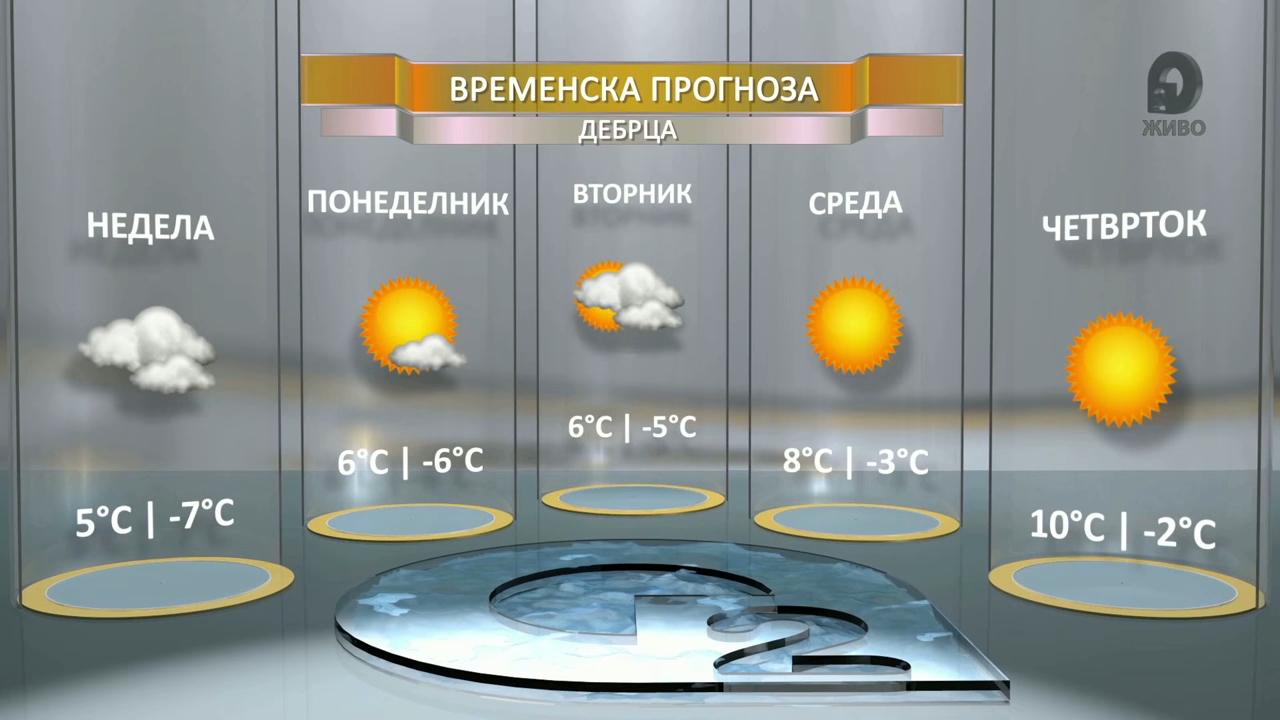 ВРЕМЕНСКА ПРОГНОЗА
ДЕБРЦА
ЖИВО
НЕДЕЛА
5°C | -7°C
ПОНЕДЕЛНИК
6°C | -6°C
ВТОРНИК
6°C | -5°C
СРЕДА
8°C | -3°C
ЧЕТВРТОК
10°C | -2°C